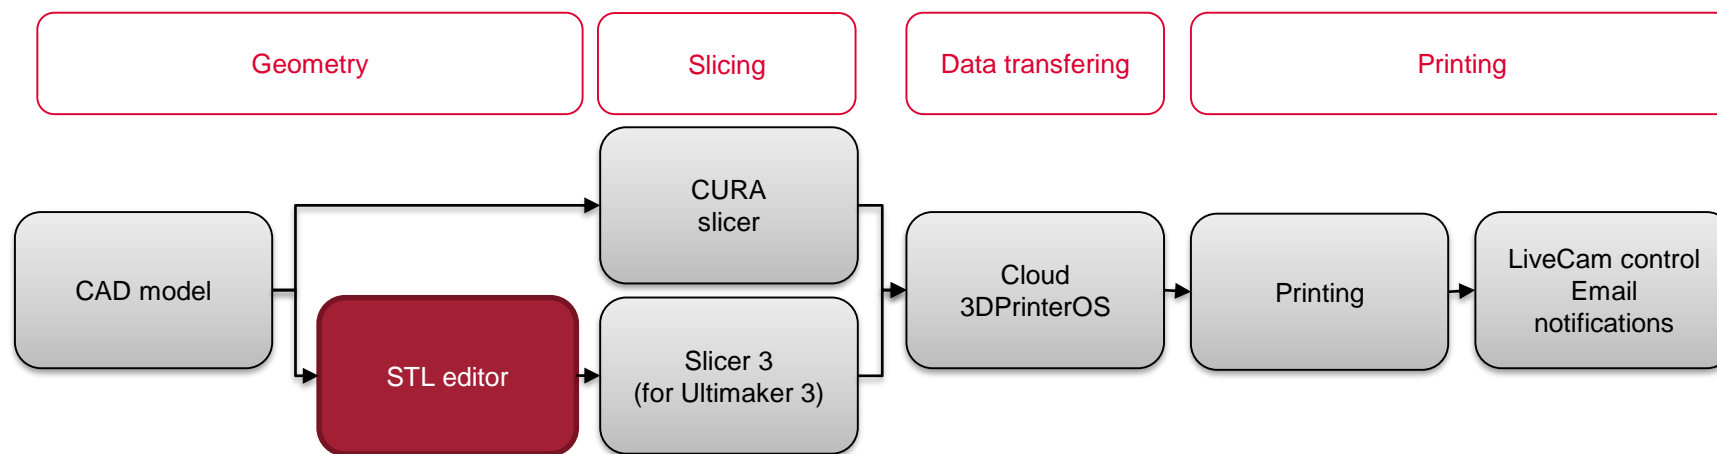 Geometry
Slicing
Data transfering
Printing
CURA
slicer
CAD model
STL editor
Slicer 3
(for Ultimaker 3)
Cloud
3DPrinterOS
Printing
LiveCam control
Email
notifications